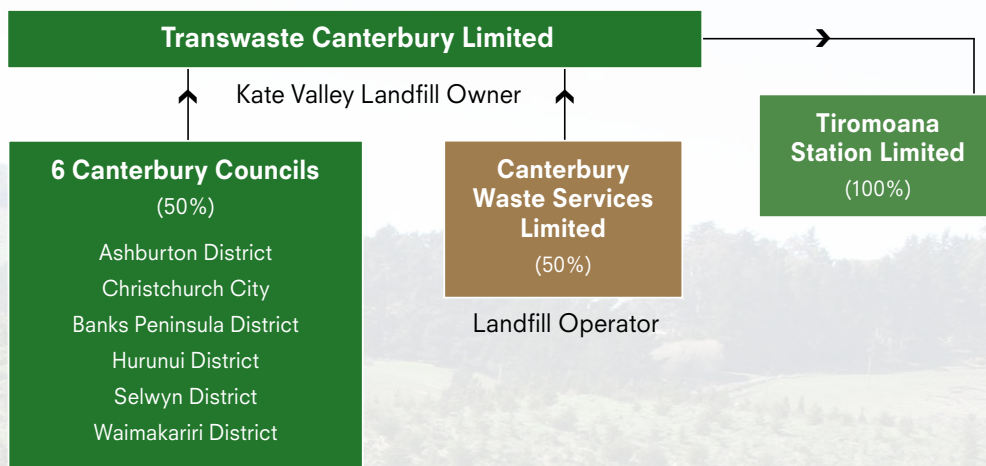 Transwaste Canterbury Limited
Kate Valley Landfill Owner
6 Canterbury Councils
(50%)
Ashburton District
Christchurch City
Banks Peninsula District
Hurunui District
Selwyn District
Waimakariri District
Canterbury
Waste Services
Limited
(50%)
Landfill Operator
Tiromoana
Station Limited
(100%)